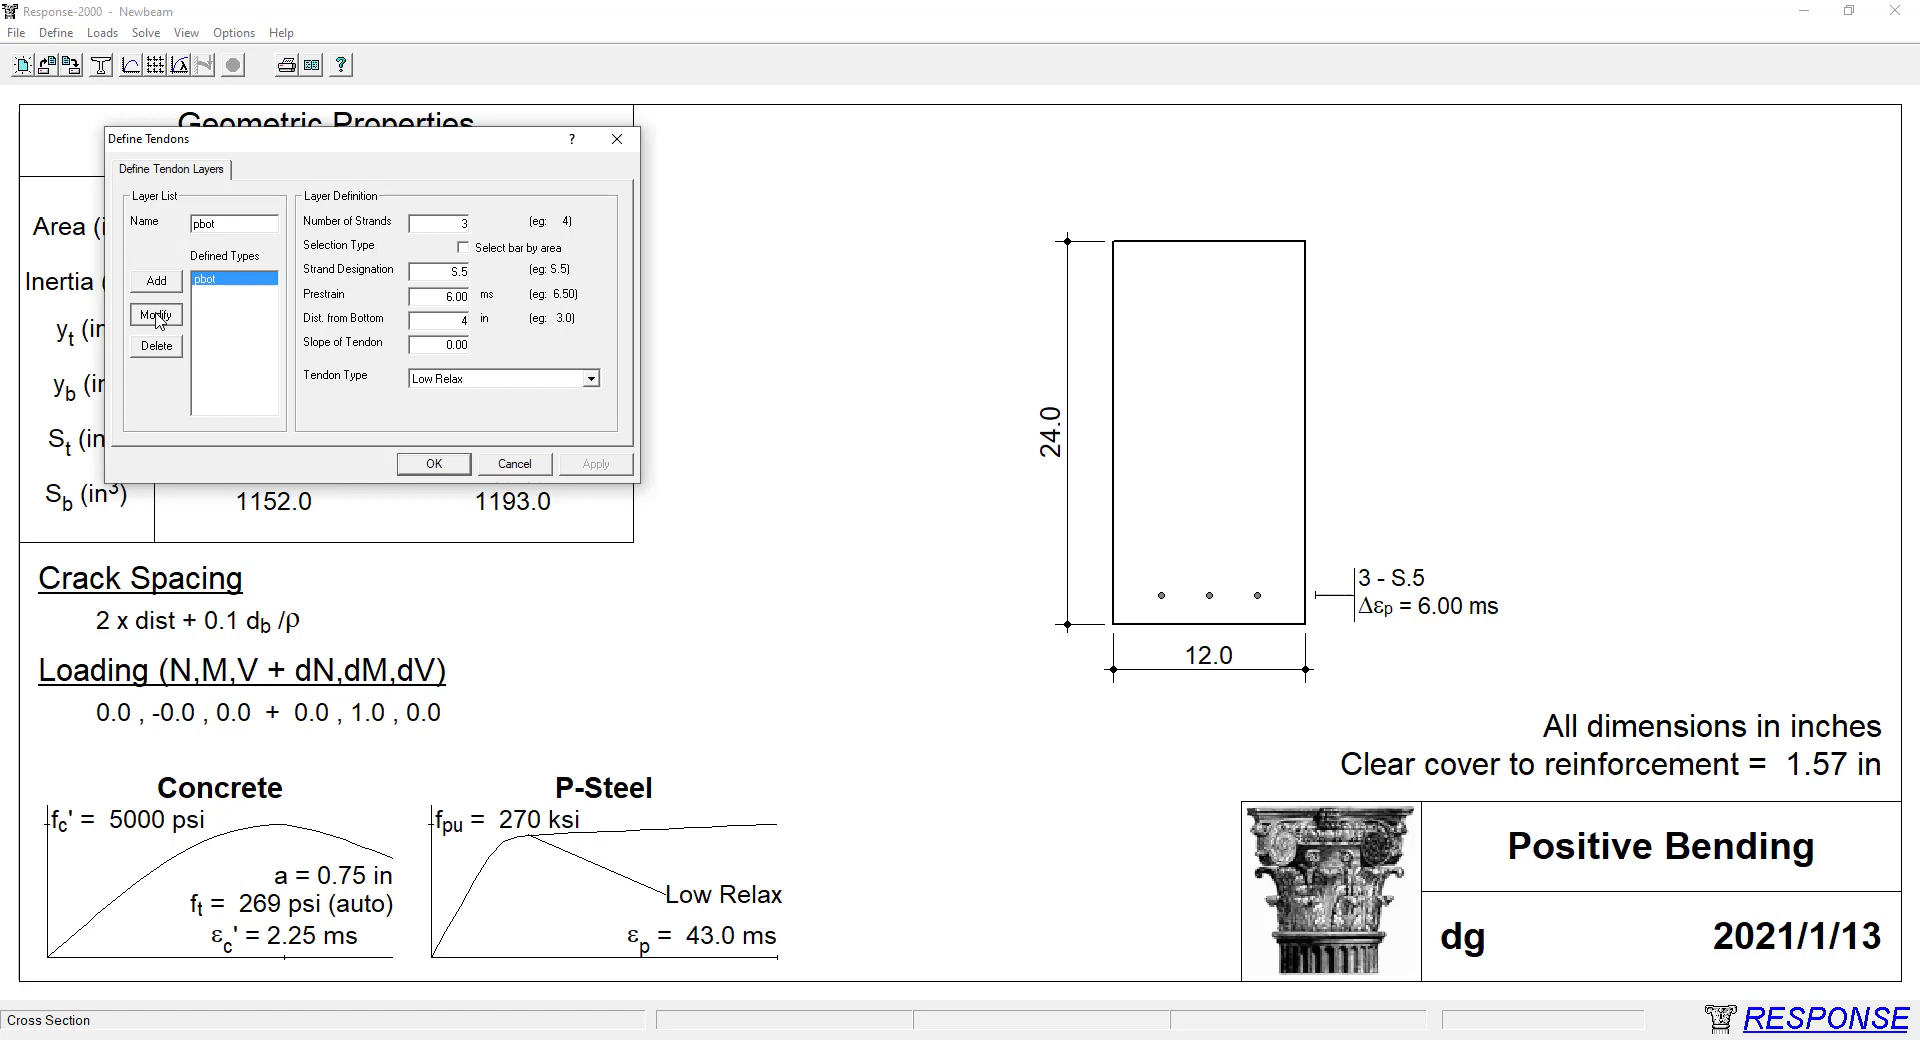 Response-2000 - Newbeam
File Define Loads Solve View Options Help
Geometric Properties
Define Tendons
Define Tendon Layers
Layer List
Name pbot
Defined Types
Add
pbot
Modify
Delete
Layer Definition
Number of Strands 3 (eg: 4)
Selection Type Select bar by area
Strand Designation S.5 (eg: S.5)
Prestrain 6.00 ms (eg: 6.50)
Dist. from Bottom 4 in (eg: 3.0)
Slope of Tendon 0.00
Tendon Type Low Relax
OK Cancel Apply
Area (i
Inertia (
yt (in
yb (in
St (in
Sb (in³) 1152.0 1193.0
Crack Spacing
2 x dist + 0.1 db /ρ
Loading (N,M,V + dN,dM,dV)
0.0 , -0.0 , 0.0 + 0.0 , 1.0 , 0.0
Concrete
fc' = 5000 psi
a = 0.75 in
ft = 269 psi (auto)
εc' = 2.25 ms
P-Steel
fpu = 270 ksi
Low Relax
εp = 43.0 ms
24.0
12.0
3 - S.5
Δεp = 6.00 ms
All dimensions in inches
Clear cover to reinforcement = 1.57 in
Positive Bending
dg 2021/1/13
Cross Section
RESPONSE